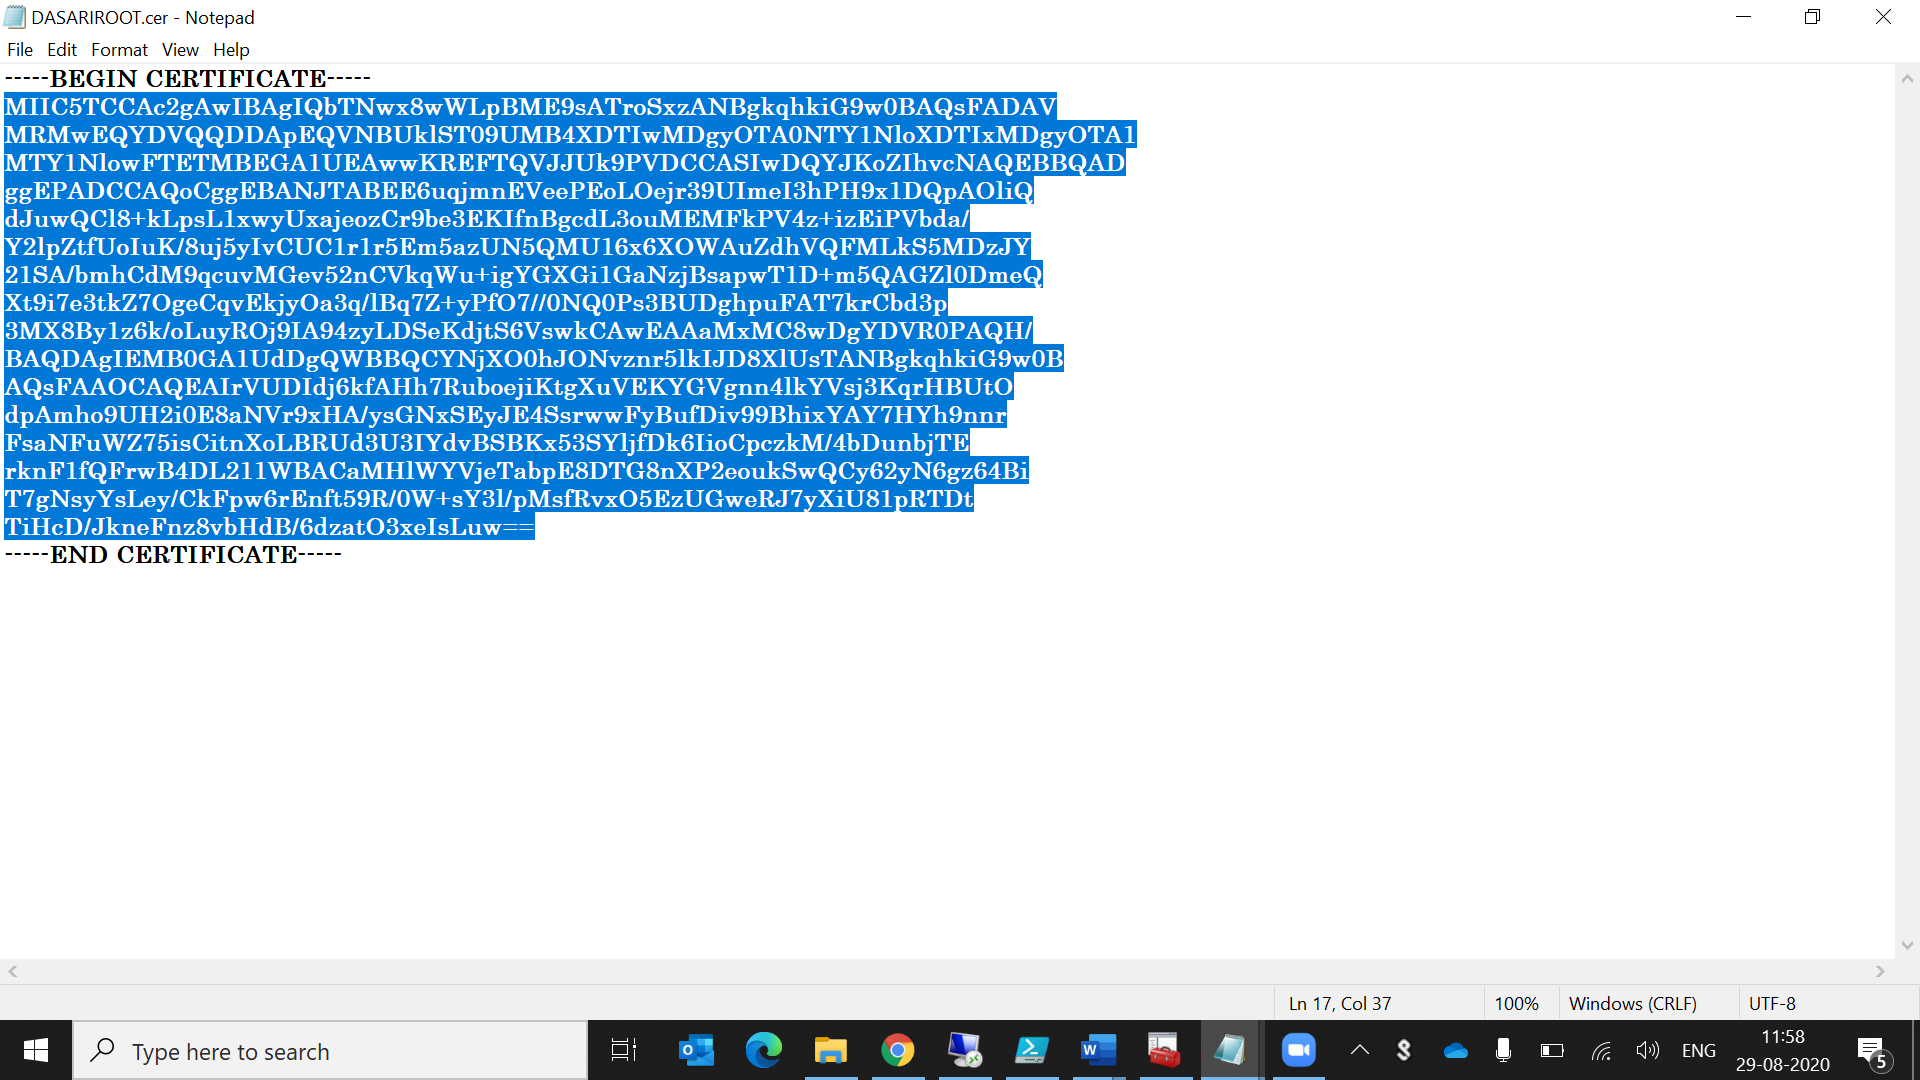 DASARIROOT.cer - Notepad
File Edit Format View Help
-----BEGIN CERTIFICATE-----
MIIC5TCCAc2gAwIBAgIQbTNwx8wWLpBME9sATroSxzANBgkqhkiG9w0BAQsFADAV
MRMwEQYDVQQDDApEQVNBUklST09UMB4XDTIwMDgyOTA0NTY1NloXDTIxMDgyOTA1
MTY1NlowFTETMBEGA1UEAwwKREFTQVJJUk9PVDCCASIwDQYJKoZIhvcNAQEBBQAD
ggEPADCCAQoCggEBANJTABEE6uqjmnEVeePEoLOejr39UImeI3hPH9x1DQpAOliQ
dJuwQCl8+kLpsL1xwyUxajeozCr9be3EKIfnBgcdL3ouMEMFkPV4z+izEiPVbda/
Y2lpZtfUoIuK/8uj5yIvCUC1r1r5Em5azUN5QMU16x6XOWAuZdhVQFMLkS5MDzJY
21SA/bmhCdM9qcuvMGev52nCVkqWu+igYGXGi1GaNzjBsapwT1D+m5QAGZl0DmeQ
Xt9i7e3tkZ7OgeCqvEkjyOa3q/lBq7Z+yPfO7//0NQ0Ps3BUDghpuFAT7krCbd3p
3MX8By1z6k/oLuyROj9IA94zyLDSeKdjtS6VswkCAwEAAaMxMC8wDgYDVR0PAQH/
BAQDAgIEMB0GA1UdDgQWBBQCYNjXO0hJONvznr5lkIJD8XlUsTANBgkqhkiG9w0B
AQsFAAOCAQEAIrVUDIdj6kfAHh7RuboejiKtgXuVEKYGVgnn4lkYVsj3KqrHBUtO
dpAmho9UH2i0E8aNVr9xHA/ysGNxSEyJE4SsrwwFyBufDiv99BhixYAY7HYh9nnr
FsaNFuWZ75isCitnXoLBRUd3U3IYdvBSBKx53SYljfDk6IioCpczkM/4bDunbjTE
rknF1fQFrwB4DL211WBACaMHlWYVjeTabpE8DTG8nXP2eoukSwQCy62yN6gz64Bi
T7gNsyYsLey/CkFpw6rEnft59R/0W+sY3l/pMsfRvxO5EzUGweRJ7yXiU81pRTDt
TiHcD/JkneFnz8vbHdB/6dzatO3xeIsLuw==
-----END CERTIFICATE-----
Ln 17, Col 37
100%
Windows (CRLF)
UTF-8
Type here to search
ENG
11:58
29-08-2020
5